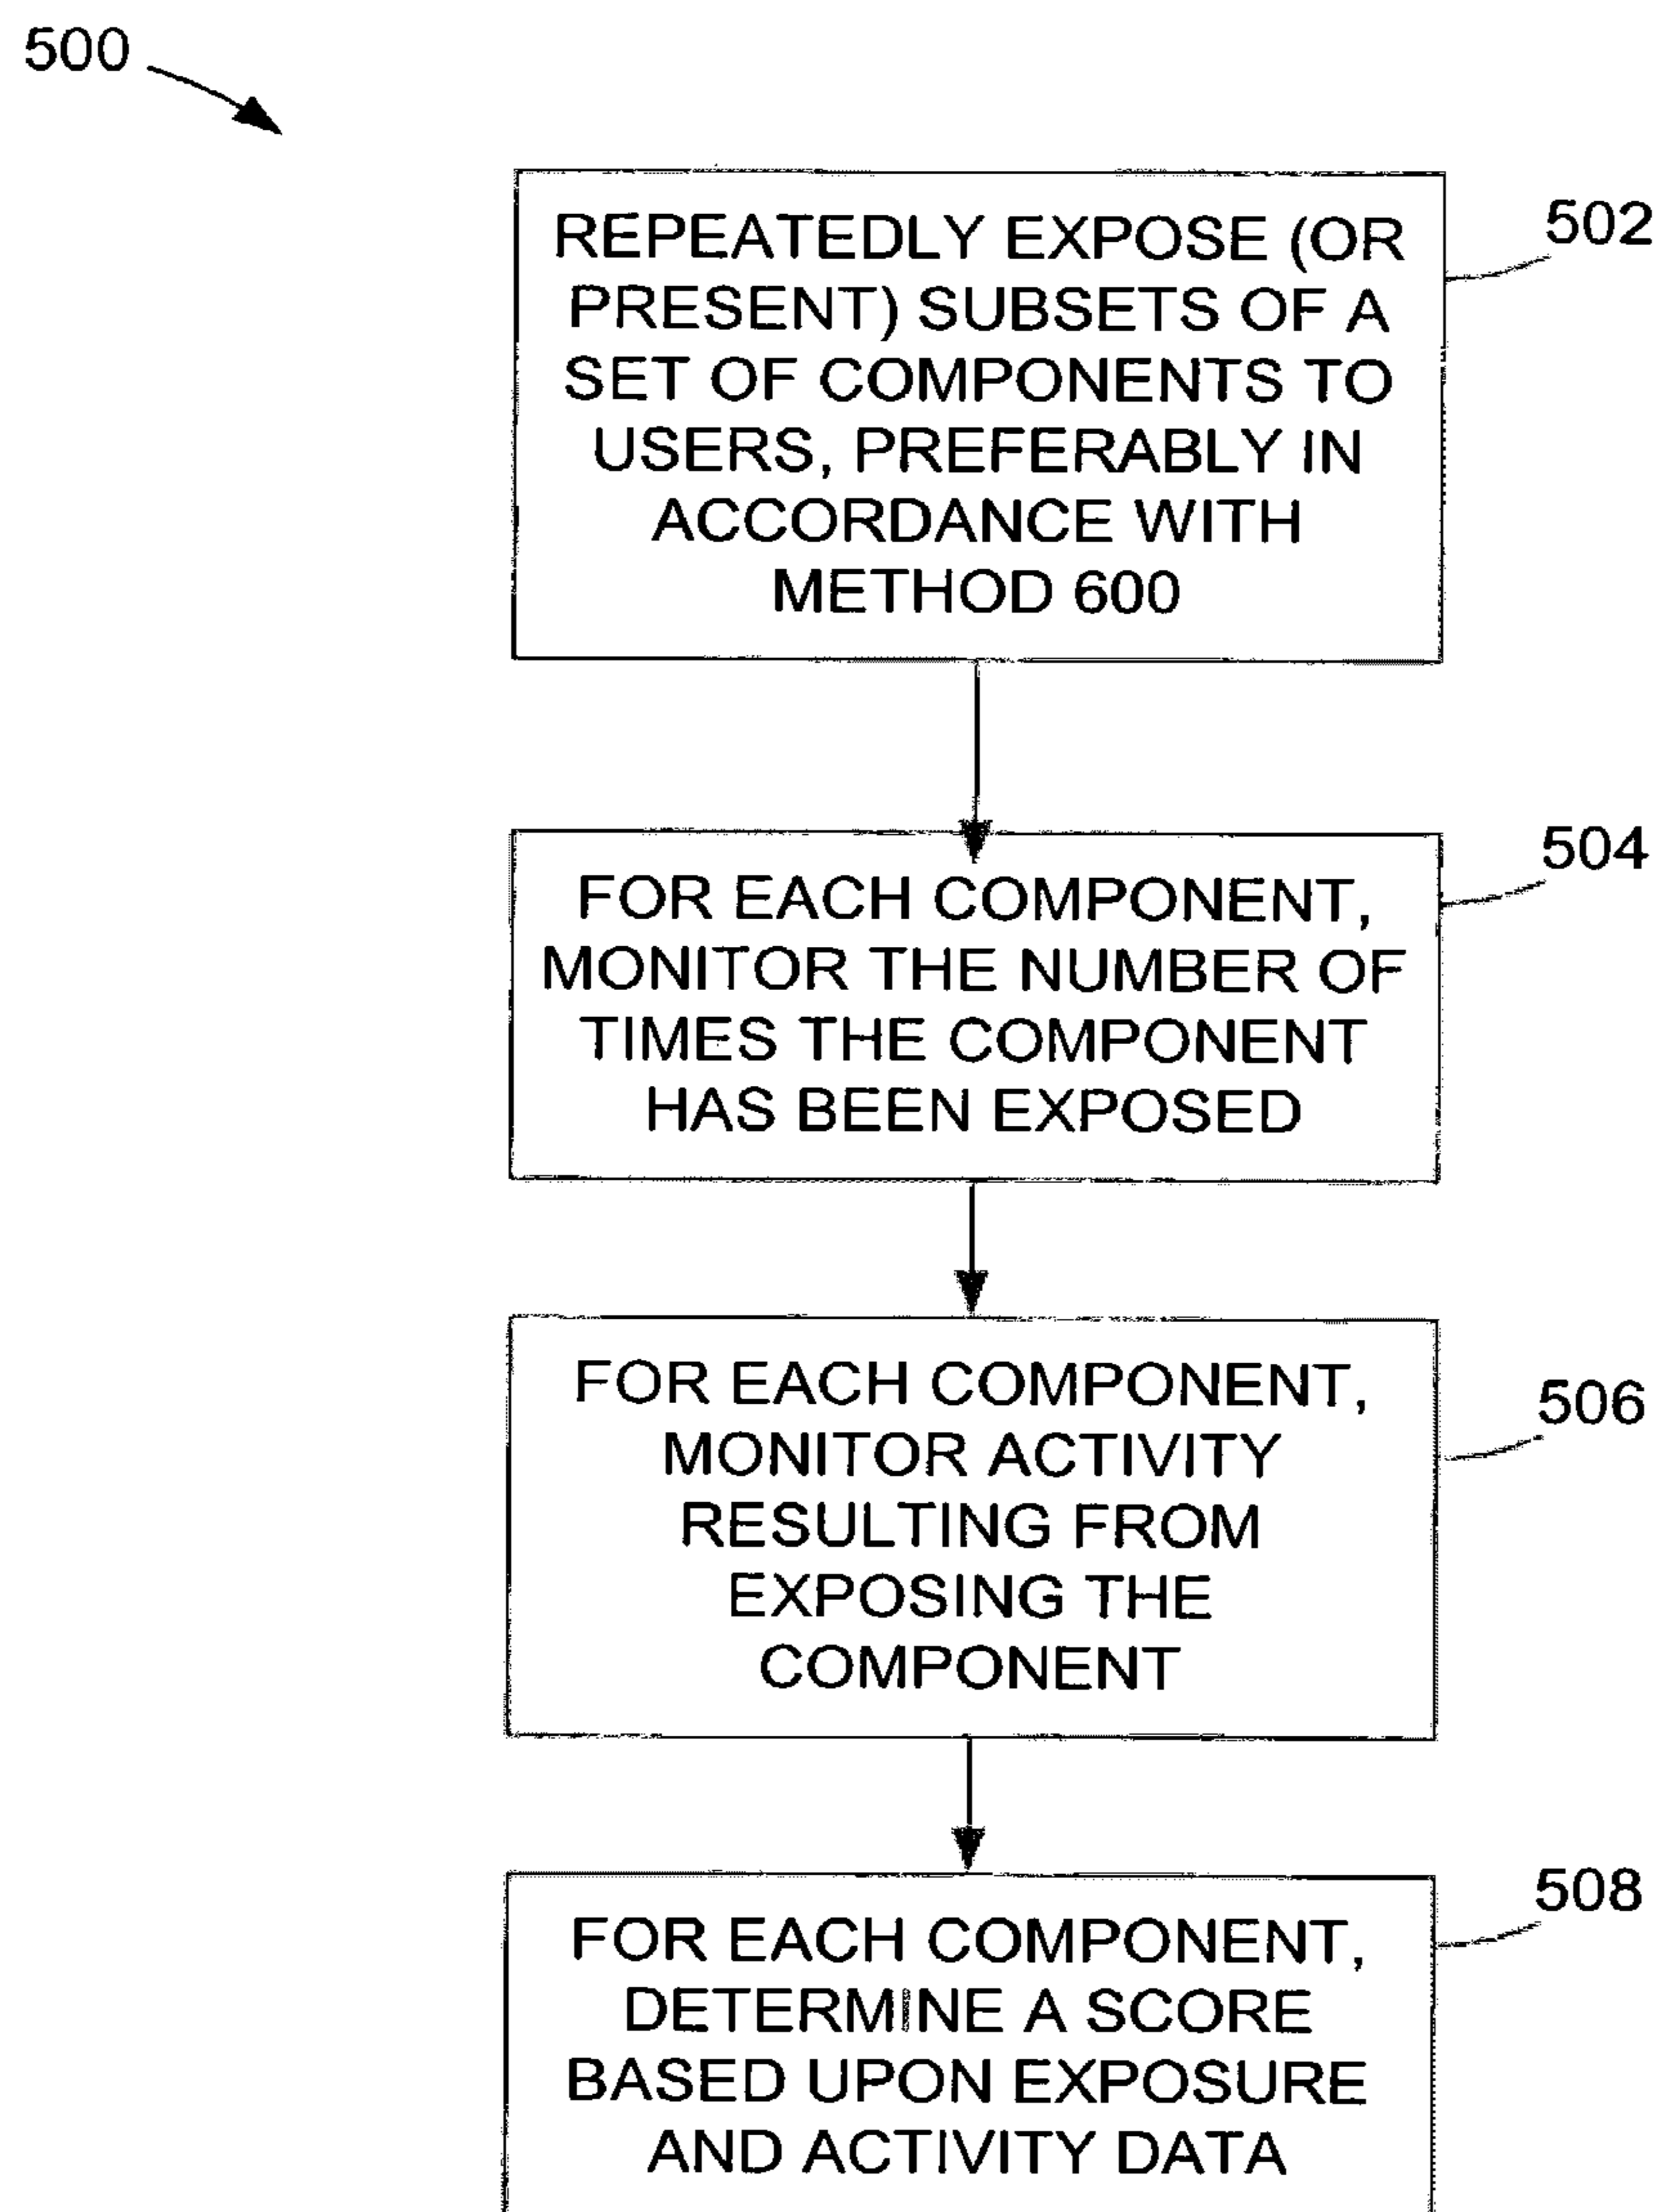 500
502
REPEATEDLY EXPOSE (OR
PRESENT) SUBSETS OF A
SET OF COMPONENTS TO
USERS, PREFERABLY IN
ACCORDANCE WITH
METHOD 600
504
FOR EACH COMPONENT,
MONITOR THE NUMBER OF
TIMES THE COMPONENT
HAS BEEN EXPOSED
506
FOR EACH COMPONENT,
MONITOR ACTIVITY
RESULTING FROM
EXPOSING THE
COMPONENT
508
FOR EACH COMPONENT,
DETERMINE A SCORE
BASED UPON EXPOSURE
AND ACTIVITY DATA